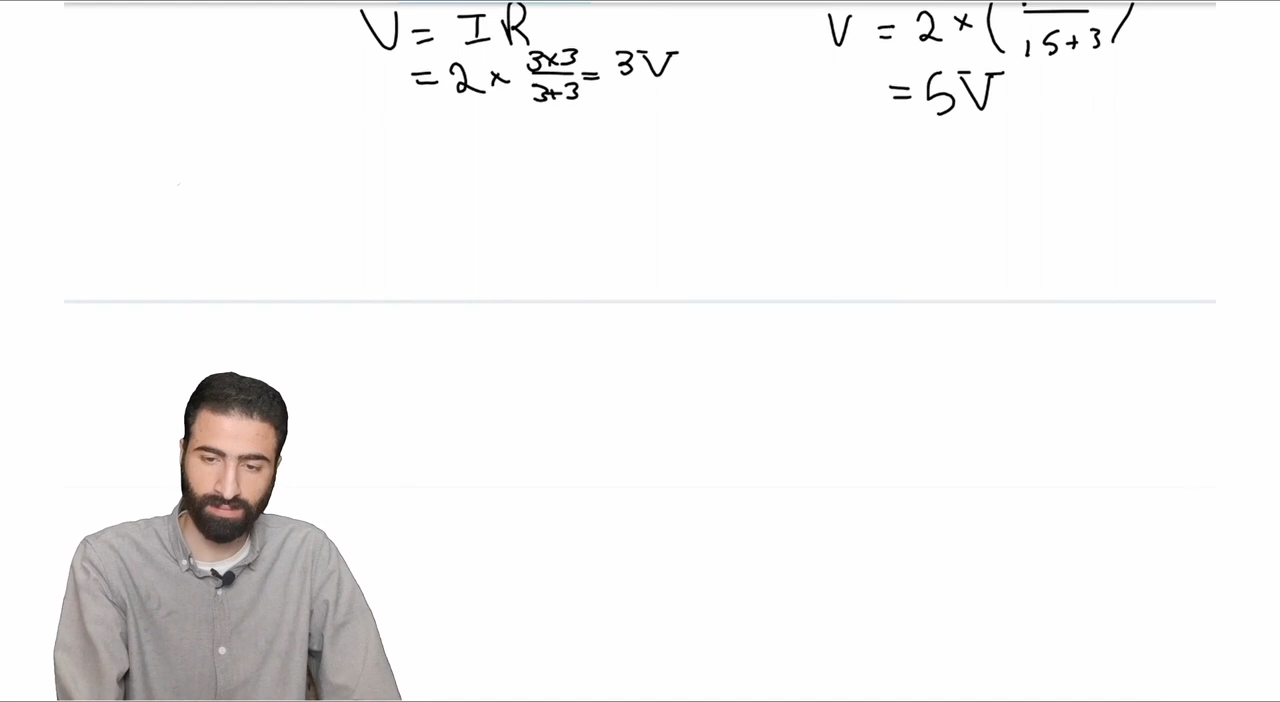 V = IR
= 2 × 3×3/3+3 = 3V
V = 2 × ( /15+3)
= 5V